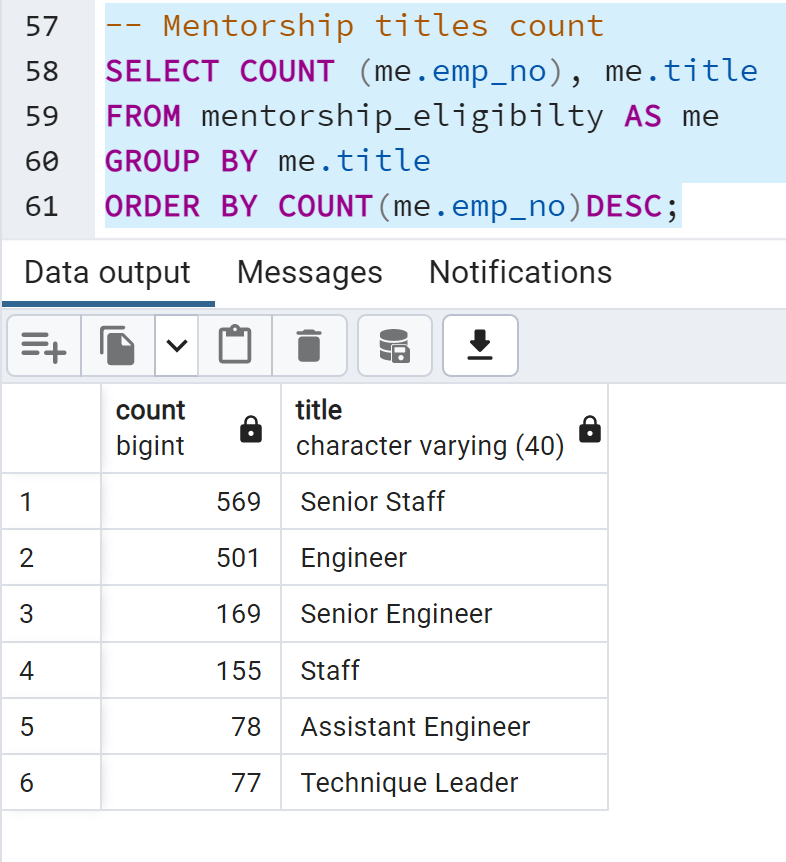 57 -- Mentorship titles count
58 SELECT COUNT (me.emp_no), me.title
59 FROM mentorship_eligibilty AS me
60 GROUP BY me.title
61 ORDER BY COUNT(me.emp_no)DESC;
Data output Messages Notifications
count title
bigint character varying (40)
1 569 Senior Staff
2 501 Engineer
3 169 Senior Engineer
4 155 Staff
5 78 Assistant Engineer
6 77 Technique Leader